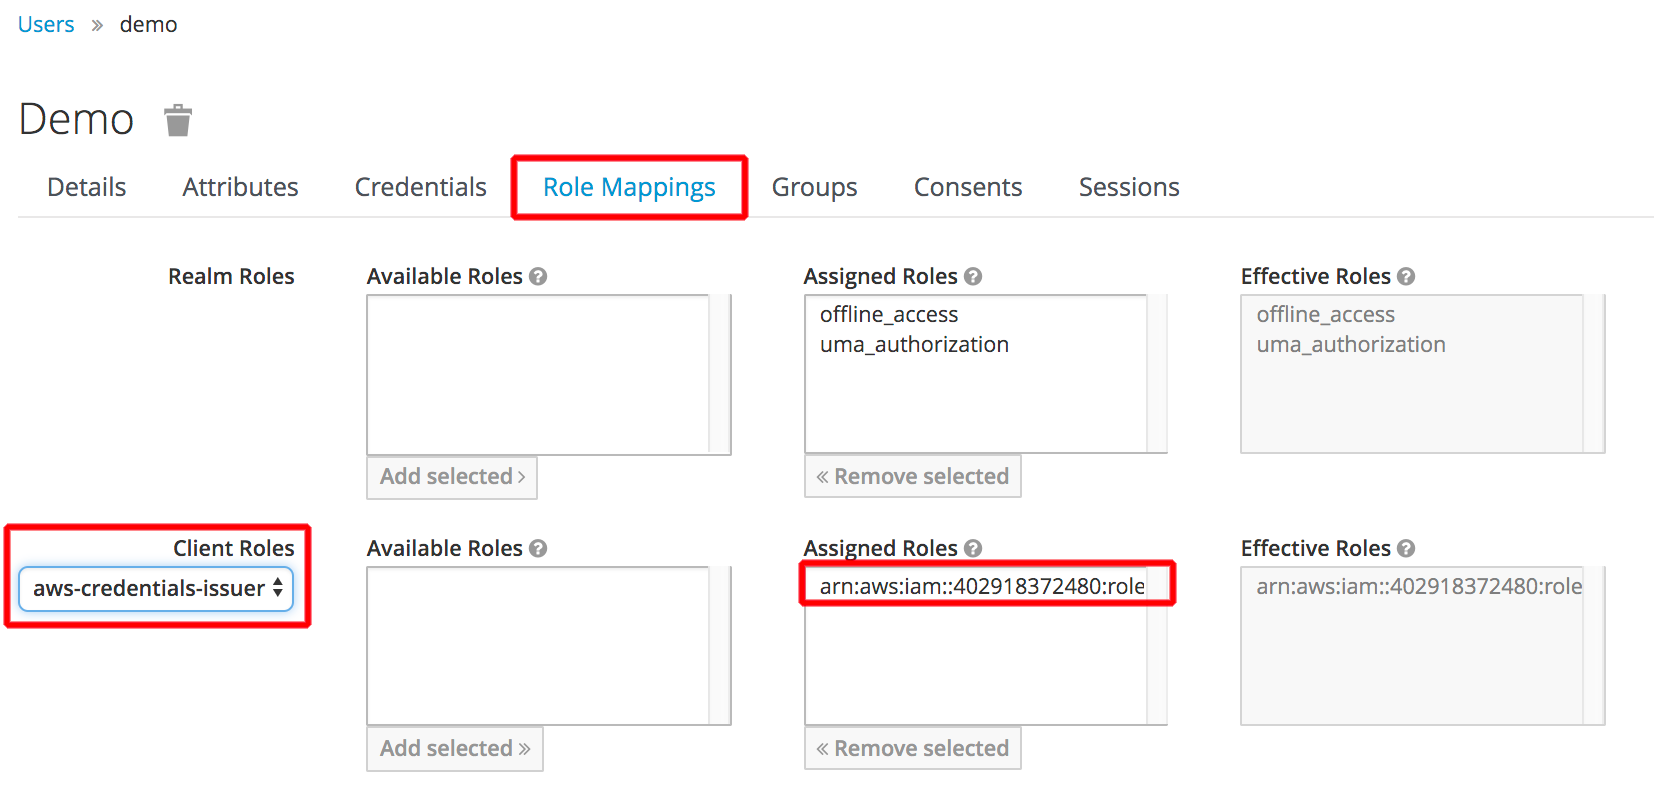 Users » demo
Demo
Details Attributes Credentials Role Mappings Groups Consents Sessions
Realm Roles Available Roles ? Assigned Roles ? Effective Roles ?
offline_access offline_access
uma_authorization uma_authorization
Add selected › « Remove selected
Client Roles Available Roles ? Assigned Roles ? Effective Roles ?
aws-credentials-issuer arn:aws:iam::402918372480:role arn:aws:iam::402918372480:role
Add selected » « Remove selected